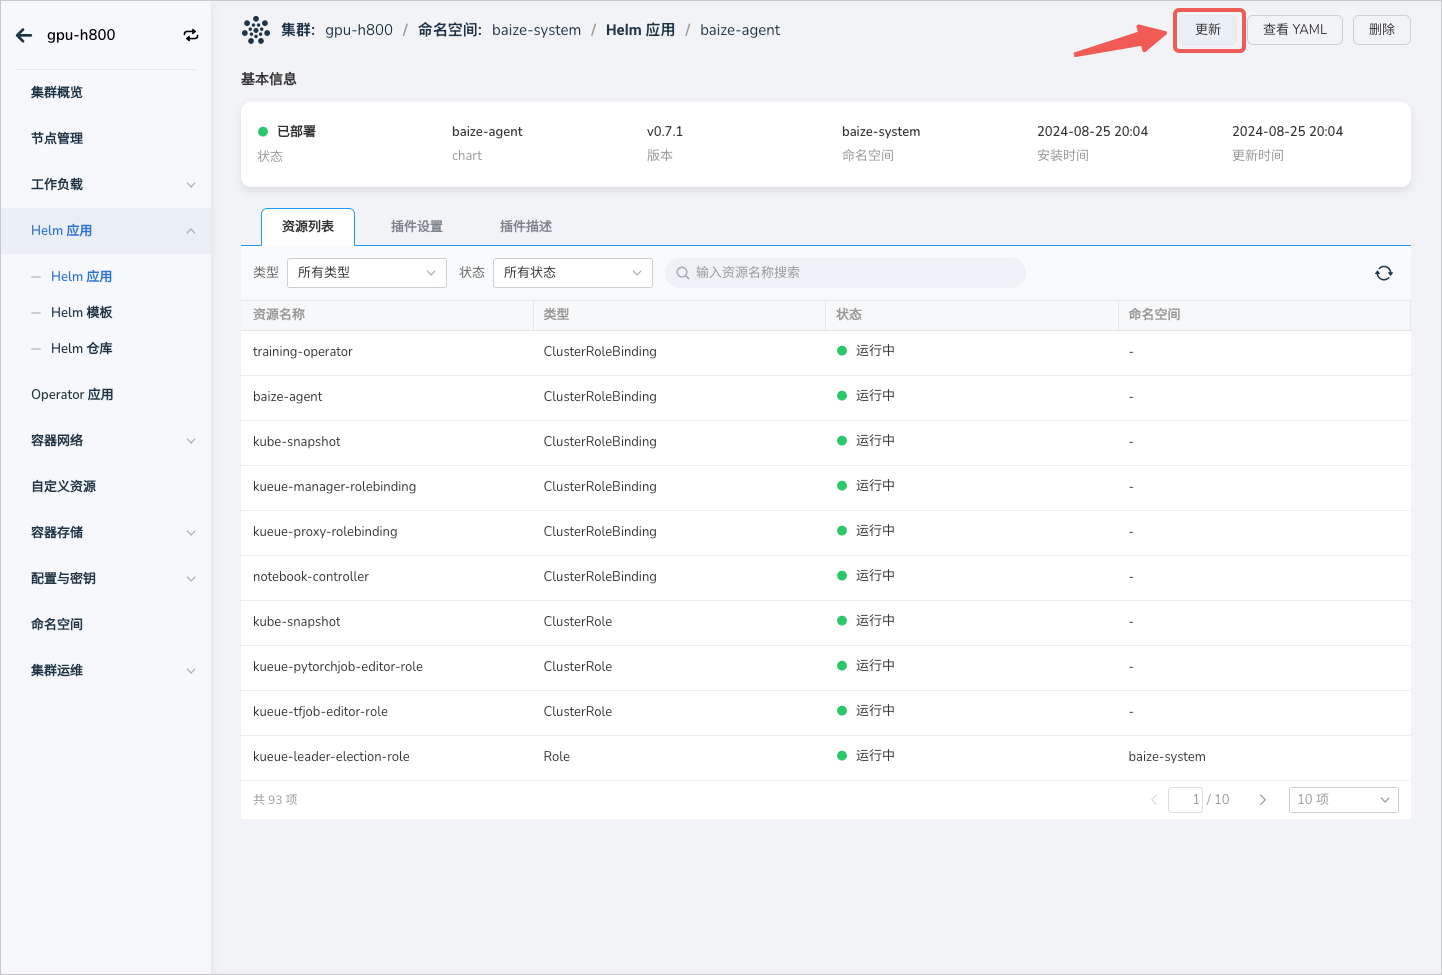 gpu-h800
集群: gpu-h800 / 命名空间: baize-system / Helm 应用 / baize-agent
更新
查看 YAML
删除
集群概览
节点管理
工作负载
Helm 应用
Helm 应用
Helm 模板
Helm 仓库
Operator 应用
容器网络
自定义资源
容器存储
配置与密钥
命名空间
集群运维
基本信息
已部署 baize-agent v0.7.1 baize-system 2024-08-25 20:04 2024-08-25 20:04
状态 chart 版本 命名空间 安装时间 更新时间
资源列表 插件设置 插件描述
类型 所有类型 状态 所有状态 输入资源名称搜索
资源名称 类型 状态 命名空间
training-operator ClusterRoleBinding 运行中 -
baize-agent ClusterRoleBinding 运行中 -
kube-snapshot ClusterRoleBinding 运行中 -
kueue-manager-rolebinding ClusterRoleBinding 运行中 -
kueue-proxy-rolebinding ClusterRoleBinding 运行中 -
notebook-controller ClusterRoleBinding 运行中 -
kube-snapshot ClusterRole 运行中 -
kueue-pytorchjob-editor-role ClusterRole 运行中 -
kueue-tfjob-editor-role ClusterRole 运行中 -
kueue-leader-election-role Role 运行中 baize-system
共 93 项 1 / 10 10 项